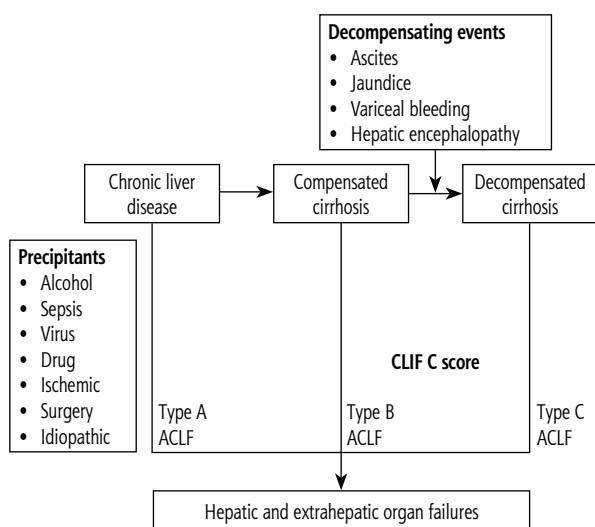 Decompensating events
• Ascites
• Jaundice
• Variceal bleeding
• Hepatic encephalopathy
Chronic liver
disease
Compensated
cirrhosis
Decompensated
cirrhosis
Precipitants
• Alcohol
• Sepsis
• Virus
• Drug
• Ischemic
• Surgery
• Idiopathic
CLIF C score
Type A
ACLF
Type B
ACLF
Type C
ACLF
Hepatic and extrahepatic organ failures